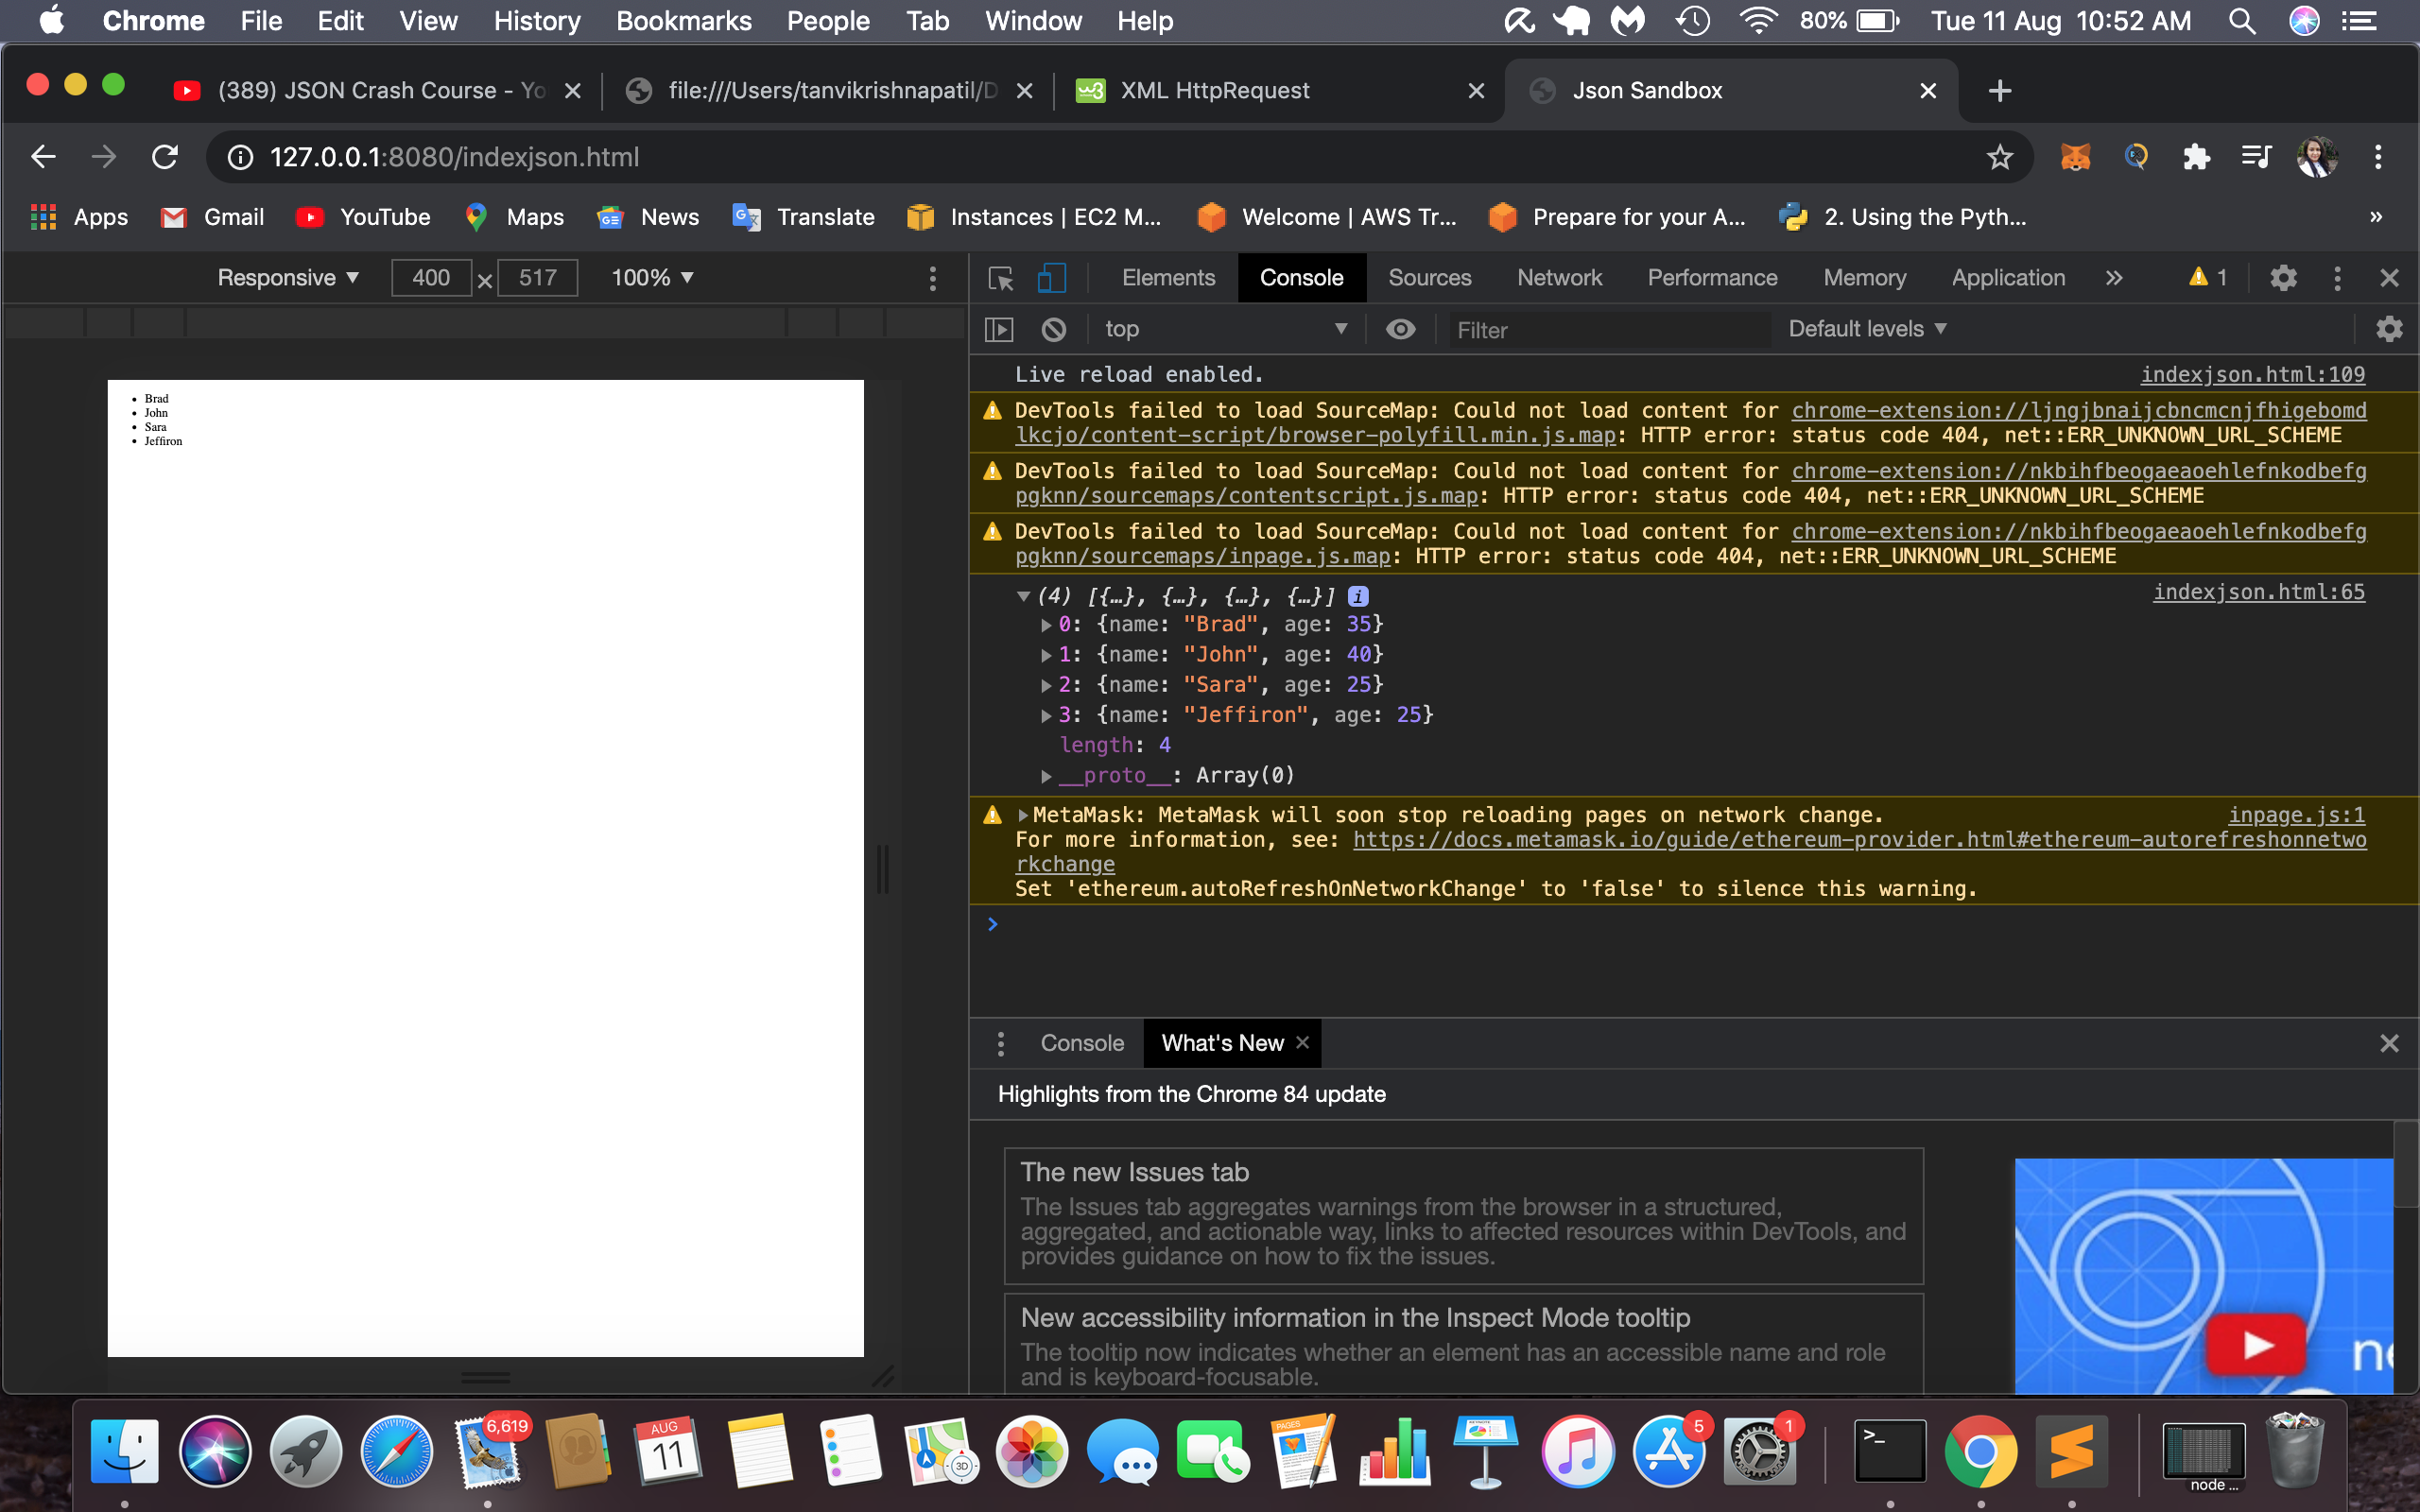 Chrome File Edit View History Bookmarks People Tab Window Help 80% Tue 11 Aug 10:52 AM
(389) JSON Crash Course - Yo file:///Users/tanvikrishnapatil/D XML HttpRequest Json Sandbox
127.0.0.1:8080/indexjson.html
Apps Gmail YouTube Maps News Translate Instances | EC2 M... Welcome | AWS Tr... Prepare for your A... 2. Using the Pyth... »
Responsive 400 × 517 100%
Elements Console Sources Network Performance Memory Application » 1
top Filter Default levels
Brad
John
Sara
Jeffiron
Live reload enabled. indexjson.html:109
DevTools failed to load SourceMap: Could not load content for chrome-extension://ljngjbnaijcbncmcnjfhigebomd
lkcjo/content-script/browser-polyfill.min.js.map: HTTP error: status code 404, net::ERR_UNKNOWN_URL_SCHEME
DevTools failed to load SourceMap: Could not load content for chrome-extension://nkbihfbeogaeaoehlefnkodbefg
pgknn/sourcemaps/contentscript.js.map: HTTP error: status code 404, net::ERR_UNKNOWN_URL_SCHEME
DevTools failed to load SourceMap: Could not load content for chrome-extension://nkbihfbeogaeaoehlefnkodbefg
pgknn/sourcemaps/inpage.js.map: HTTP error: status code 404, net::ERR_UNKNOWN_URL_SCHEME
(4) [{…}, {…}, {…}, {…}] i indexjson.html:65
0: {name: "Brad", age: 35}
1: {name: "John", age: 40}
2: {name: "Sara", age: 25}
3: {name: "Jeffiron", age: 25}
length: 4
__proto__: Array(0)
MetaMask: MetaMask will soon stop reloading pages on network change. inpage.js:1
For more information, see: https://docs.metamask.io/guide/ethereum-provider.html#ethereum-autorefreshonnetwo
rkchange
Set 'ethereum.autoRefreshOnNetworkChange' to 'false' to silence this warning.
Console What's New
Highlights from the Chrome 84 update
The new Issues tab
The Issues tab aggregates warnings from the browser in a structured,
aggregated, and actionable way, links to affected resources within DevTools, and
provides guidance on how to fix the issues.
New accessibility information in the Inspect Mode tooltip
The tooltip now indicates whether an element has an accessible name and role
and is keyboard-focusable.
ne
6,619
AUG
11
3D
PAGES
5
1
node ...